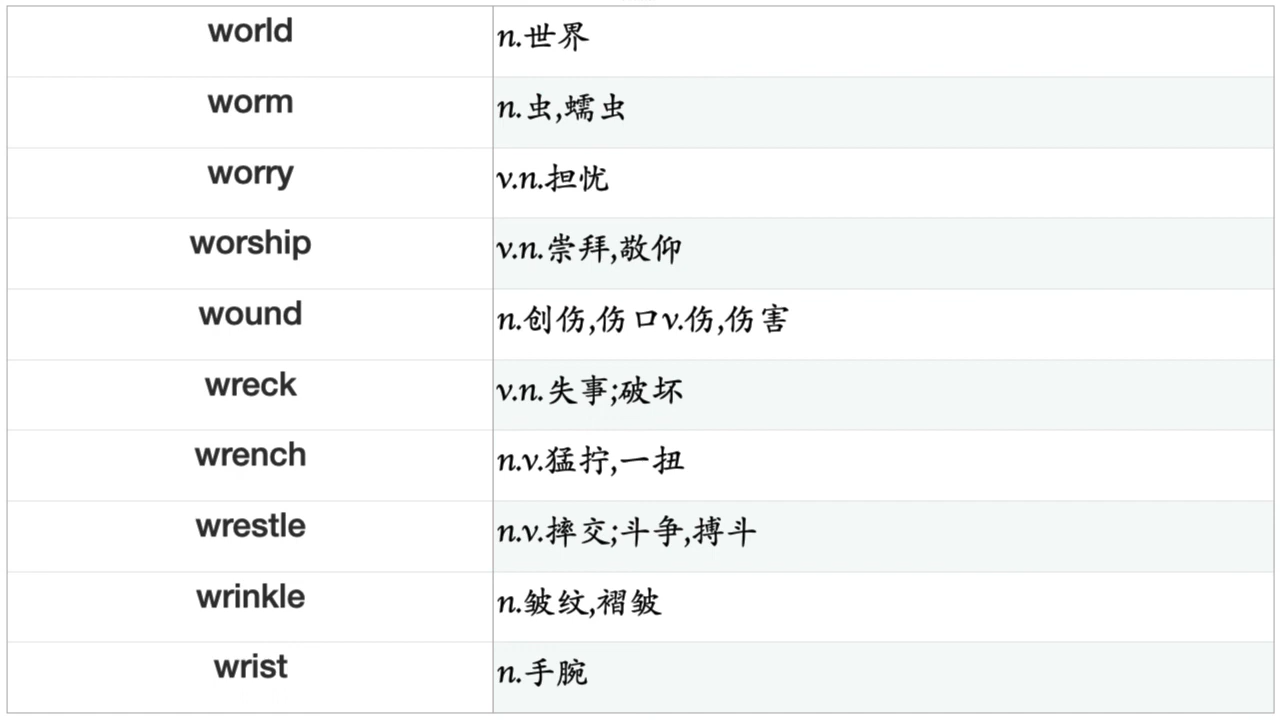 world n.世界
worm n.虫,蠕虫
worry v.n.担忧
worship v.n.崇拜,敬仰
wound n.创伤,伤口v.伤,伤害
wreck v.n.失事;破坏
wrench n.v.猛拧,一扭
wrestle n.v.摔交;斗争,搏斗
wrinkle n.皱纹,褶皱
wrist n.手腕